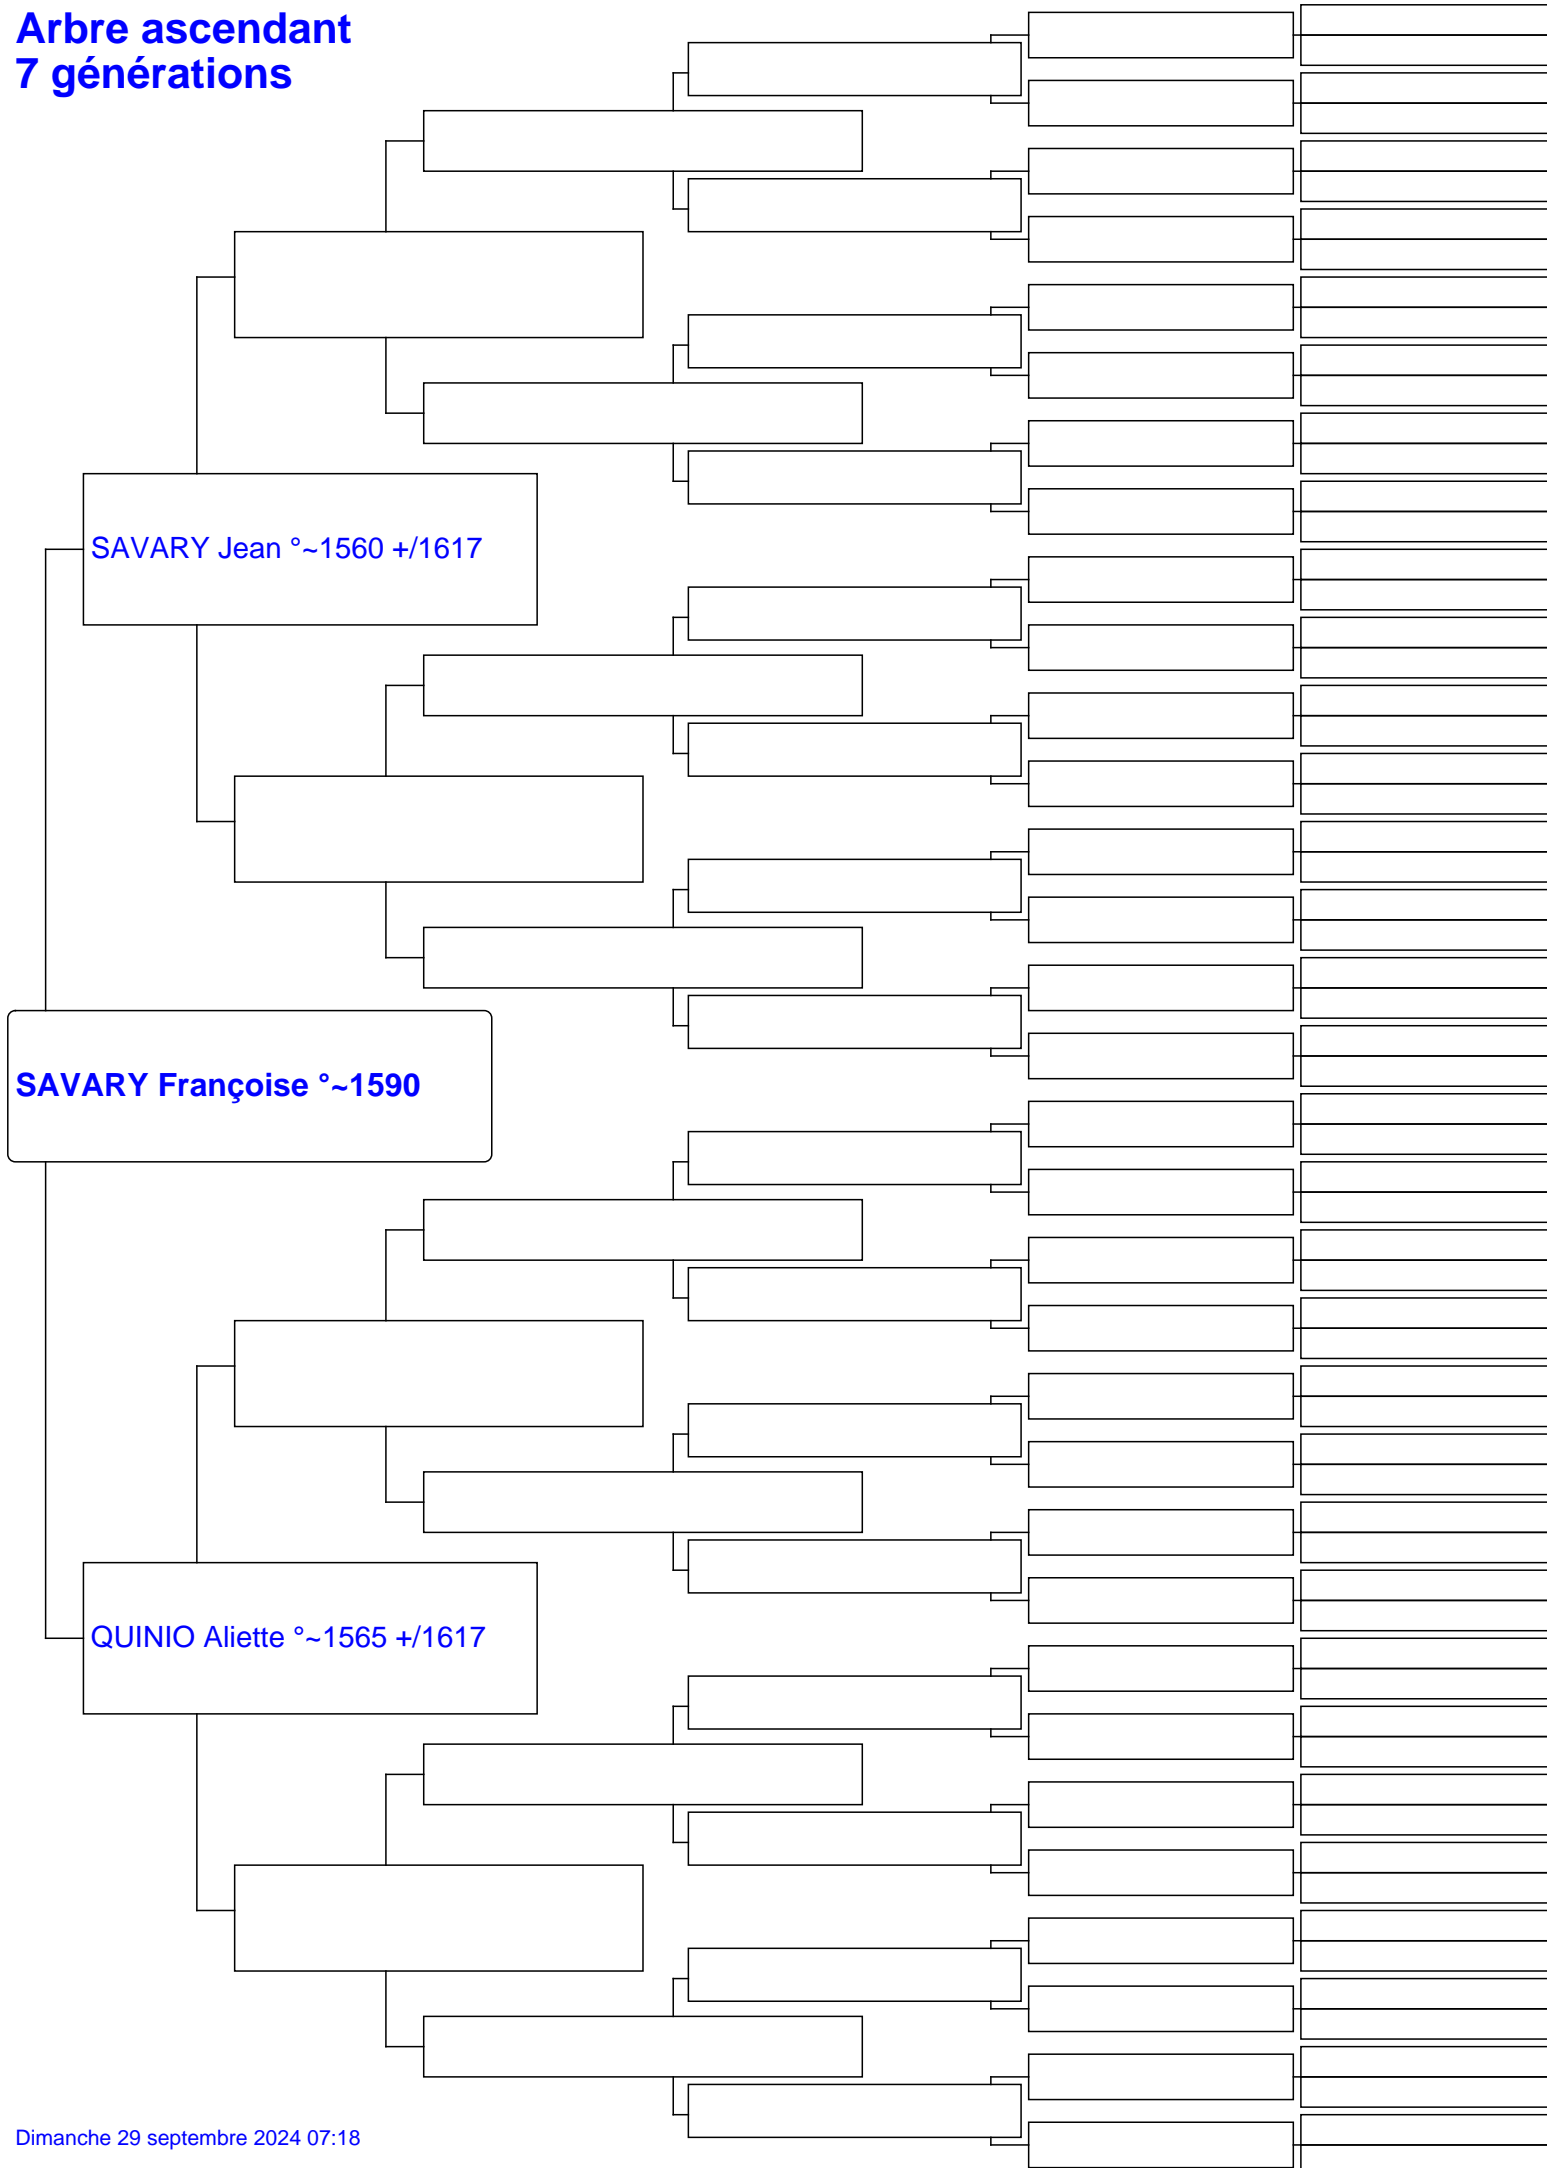 Arbre ascendant
7 générations
SAVARY Jean °~1560 +/1617
SAVARY Françoise °~1590
QUINIO Aliette °~1565 +/1617
Dimanche 29 septembre 2024 07:18